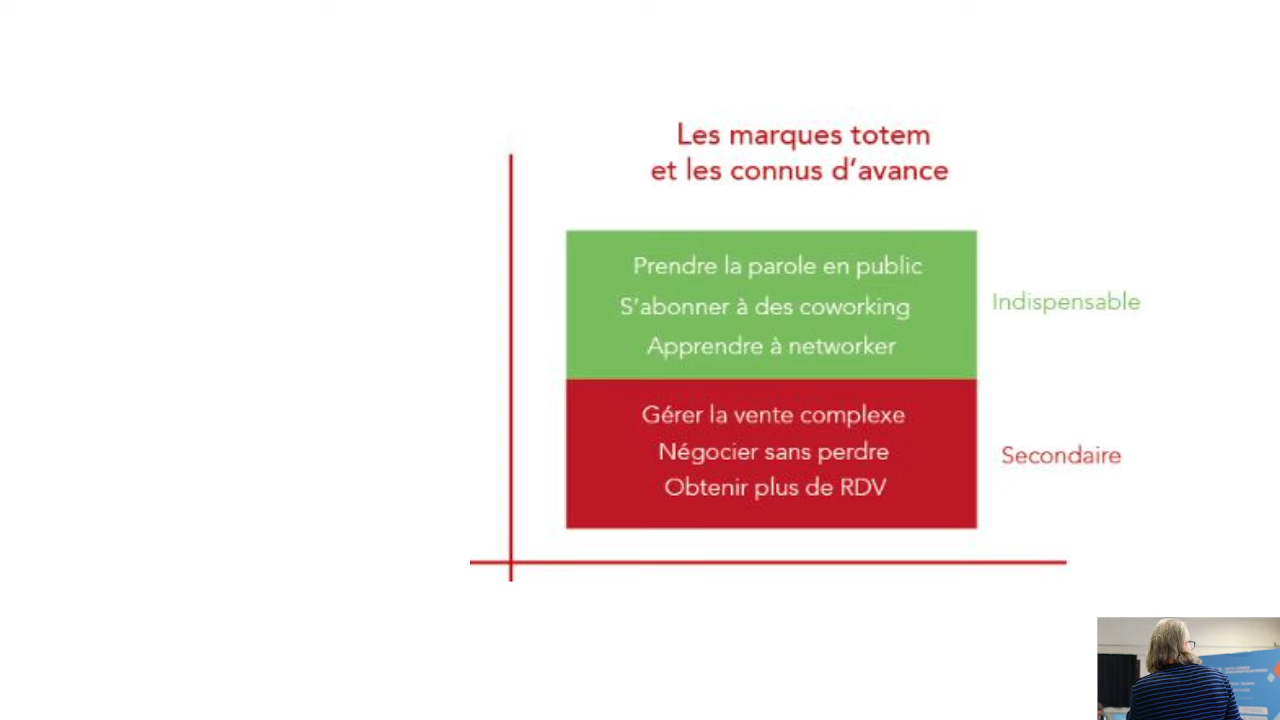 Les marques totem
et les connus d’avance
Prendre la parole en public
S’abonner à des coworking
Apprendre à networker
Indispensable
Gérer la vente complexe
Négocier sans perdre
Obtenir plus de RDV
Secondaire